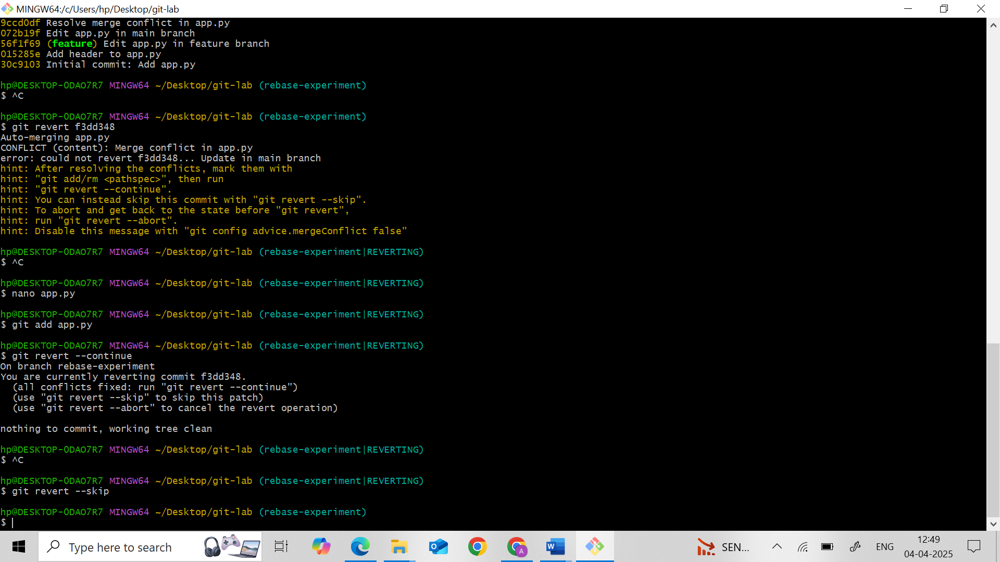 MINGW64:/c/Users/hp/Desktop/git-lab
9ccd0df Resolve merge conflict in app.py
072b19f Edit app.py in main branch
56f1f69 (feature) Edit app.py in feature branch
015285e Add header to app.py
30c9103 Initial commit: Add app.py
hp@DESKTOP-0DAO7R7 MINGW64 ~/Desktop/git-lab (rebase-experiment)
$ ^C
hp@DESKTOP-0DAO7R7 MINGW64 ~/Desktop/git-lab (rebase-experiment)
$ git revert f3dd348
Auto-merging app.py
CONFLICT (content): Merge conflict in app.py
error: could not revert f3dd348... Update in main branch
hint: After resolving the conflicts, mark them with
hint: "git add/rm <pathspec>", then run
hint: "git revert --continue".
hint: You can instead skip this commit with "git revert --skip".
hint: To abort and get back to the state before "git revert",
hint: run "git revert --abort".
hint: Disable this message with "git config advice.mergeConflict false"
hp@DESKTOP-0DAO7R7 MINGW64 ~/Desktop/git-lab (rebase-experiment|REVERTING)
$ ^C
hp@DESKTOP-0DAO7R7 MINGW64 ~/Desktop/git-lab (rebase-experiment|REVERTING)
$ nano app.py
hp@DESKTOP-0DAO7R7 MINGW64 ~/Desktop/git-lab (rebase-experiment|REVERTING)
$ git add app.py
hp@DESKTOP-0DAO7R7 MINGW64 ~/Desktop/git-lab (rebase-experiment|REVERTING)
$ git revert --continue
On branch rebase-experiment
You are currently reverting commit f3dd348.
  (all conflicts fixed: run "git revert --continue")
  (use "git revert --skip" to skip this patch)
  (use "git revert --abort" to cancel the revert operation)
nothing to commit, working tree clean
hp@DESKTOP-0DAO7R7 MINGW64 ~/Desktop/git-lab (rebase-experiment|REVERTING)
$ ^C
hp@DESKTOP-0DAO7R7 MINGW64 ~/Desktop/git-lab (rebase-experiment|REVERTING)
$ git revert --skip
hp@DESKTOP-0DAO7R7 MINGW64 ~/Desktop/git-lab (rebase-experiment)
$
Type here to search
SEN...
ENG
12:49
04-04-2025